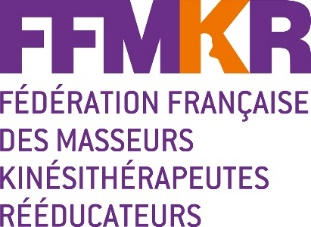 FFMKR
FÉDÉRATION FRANÇAISE
DES MASSEURS
KINÉSITHÉRAPEUTES
RÉÉDUCATEURS